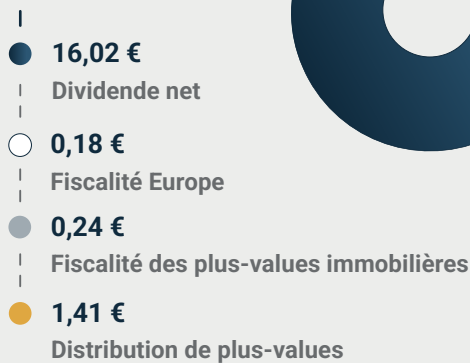 16,02 €
Dividende net
0,18 €
Fiscalité Europe
0,24 €
Fiscalité des plus-values immobilières
1,41 €
Distribution de plus-values